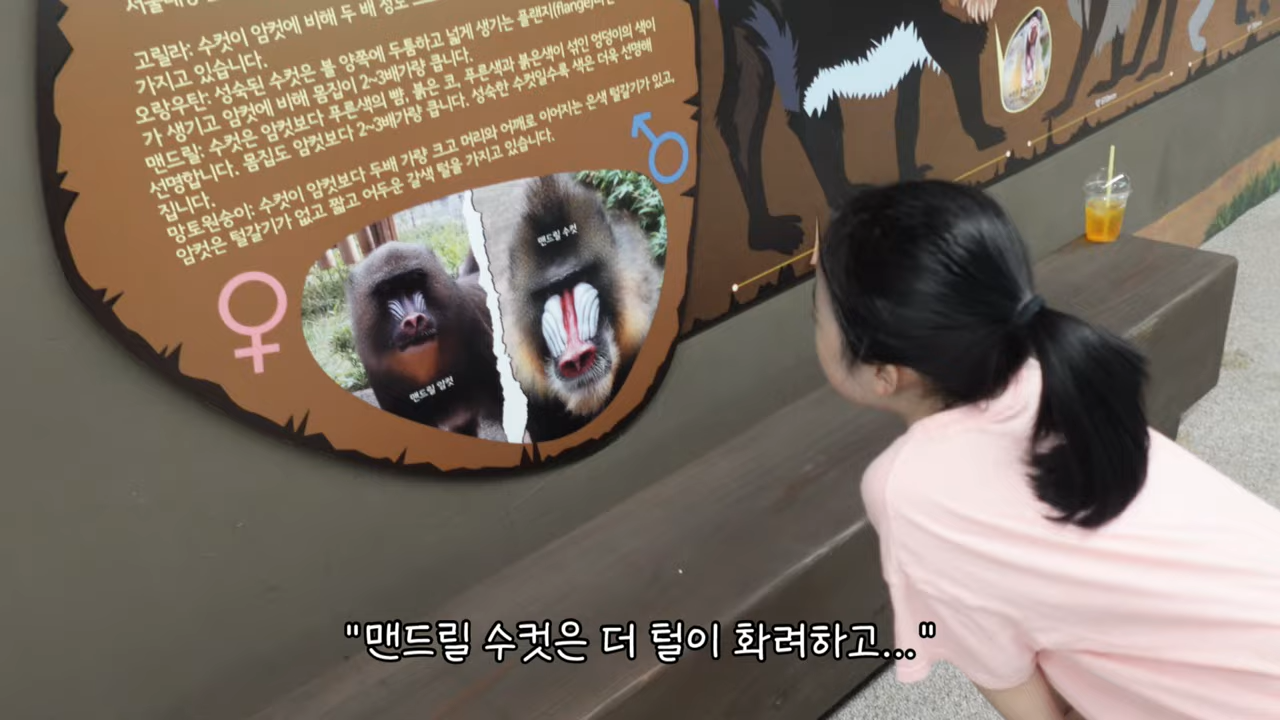 고릴라: 수컷이 암컷에 비해 두 배 정도
가지고 있습니다.
오랑우탄: 성숙된 수컷은 볼 양쪽에 두툼하고 넓게 생기는 플랜지(flange)
가 생기고 암컷에 비해 몸집이 2~3배가량 큽니다.
맨드릴: 수컷은 암컷보다 푸른색의 뺨, 붉은 코, 푸른색과 붉은색이 섞인 엉덩이의 색이
선명합니다. 몸집도 암컷보다 2~3배가량 큽니다. 성숙한 수컷일수록 색은 더욱 선명해
집니다.
망토원숭이: 수컷이 암컷보다 두배 가량 크고 머리와 어깨로 이어지는 은색 털갈기가 있고,
암컷은 털갈기가 없고 짧고 어두운 갈색 털을 가지고 있습니다.
맨드릴 수컷
맨드릴 암컷
"맨드릴 수컷은 더 털이 화려하고..."